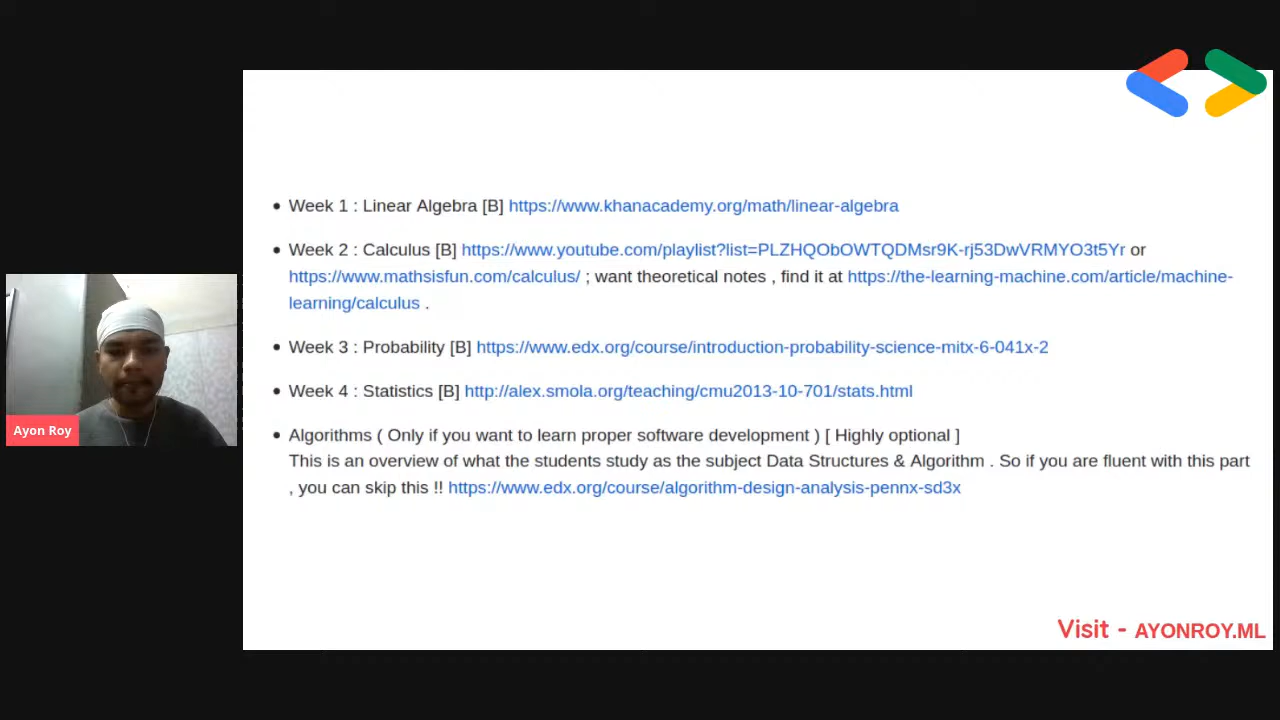 • Week 1 : Linear Algebra [B] https://www.khanacademy.org/math/linear-algebra
• Week 2 : Calculus [B] https://www.youtube.com/playlist?list=PLZHQObOWTQDMsr9K-rj53DwVRMYO3t5Yr or
https://www.mathsisfun.com/calculus/ ; want theoretical notes , find it at https://the-learning-machine.com/article/machine-
learning/calculus .
• Week 3 : Probability [B] https://www.edx.org/course/introduction-probability-science-mitx-6-041x-2
• Week 4 : Statistics [B] http://alex.smola.org/teaching/cmu2013-10-701/stats.html
• Algorithms ( Only if you want to learn proper software development ) [ Highly optional ]
This is an overview of what the students study as the subject Data Structures & Algorithm . So if you are fluent with this part
, you can skip this !! https://www.edx.org/course/algorithm-design-analysis-pennx-sd3x
Ayon Roy
Visit - AYONROY.ML